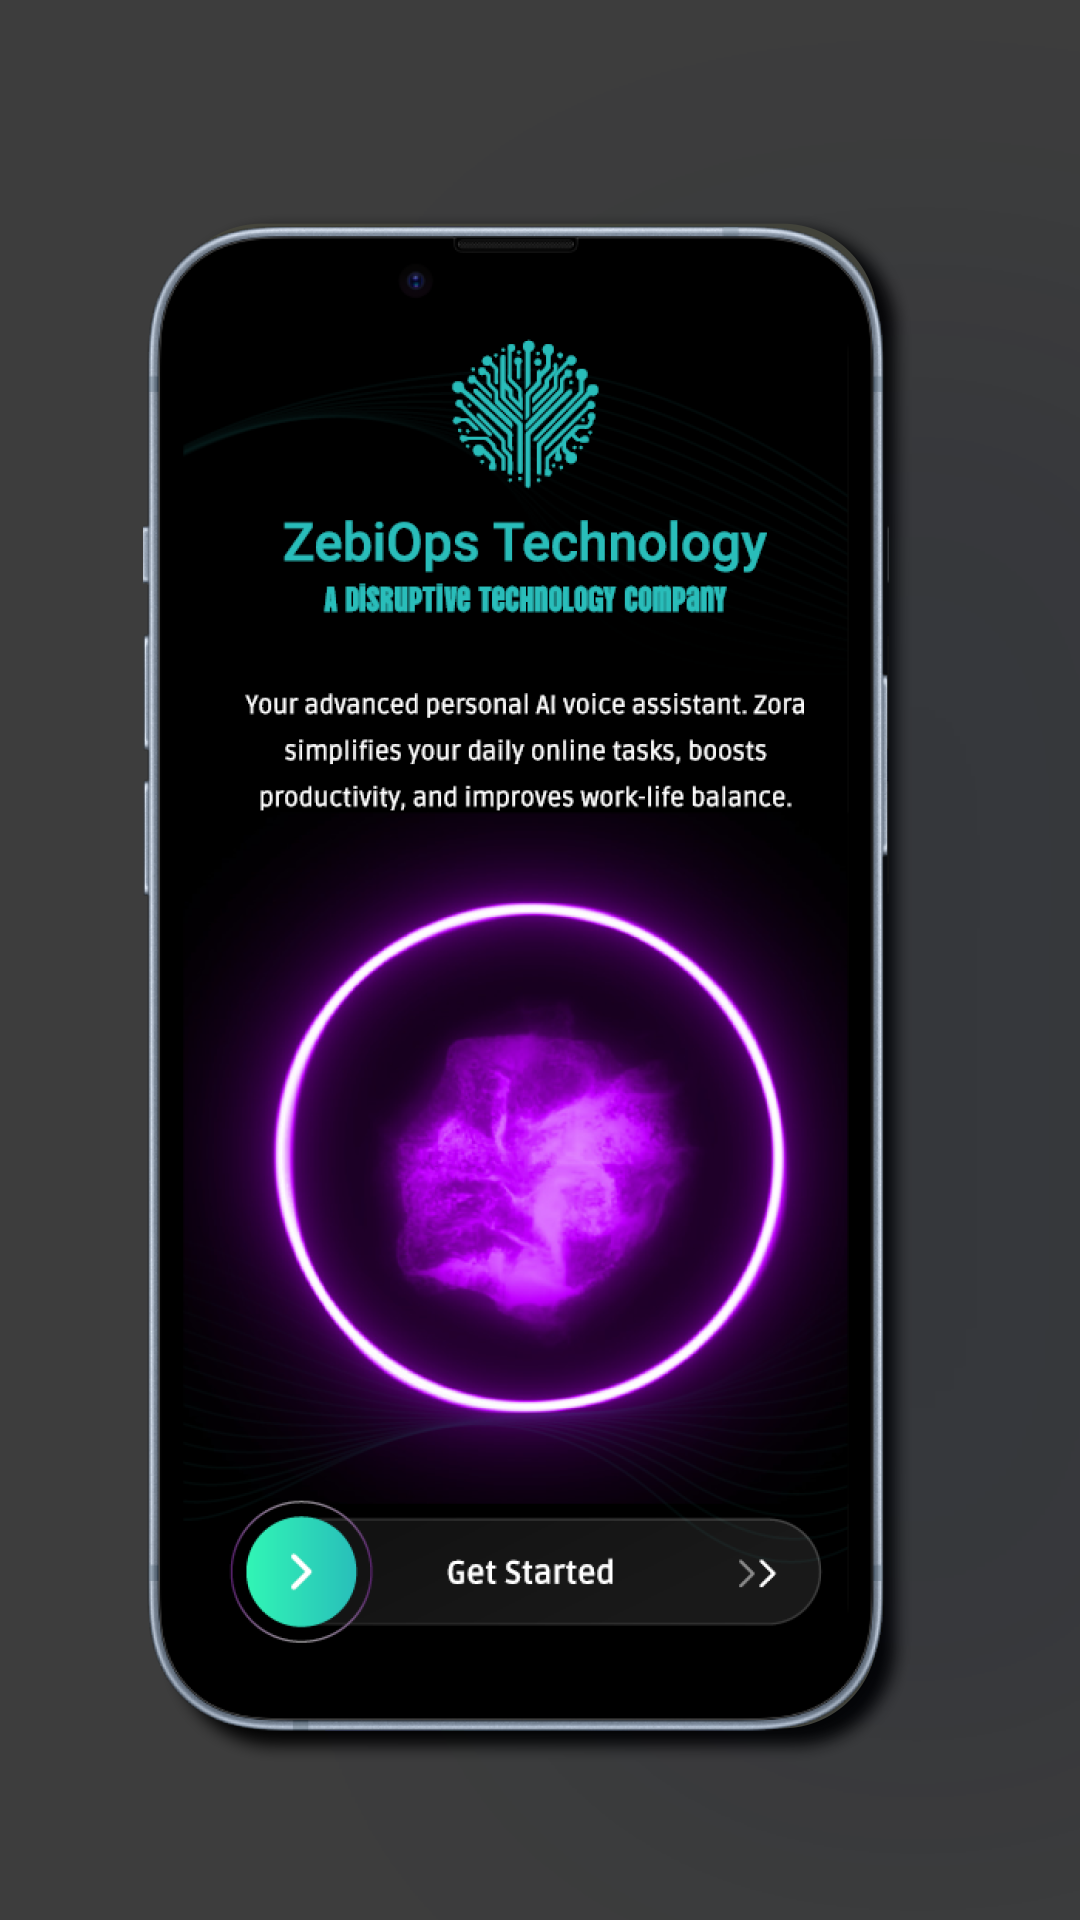 ZebiOps Technology
A Disruptive Technology Company
Your advanced personal AI voice assistant. Zora
simplifies your daily online tasks, boosts
productivity, and improves work-life balance.
Get Started